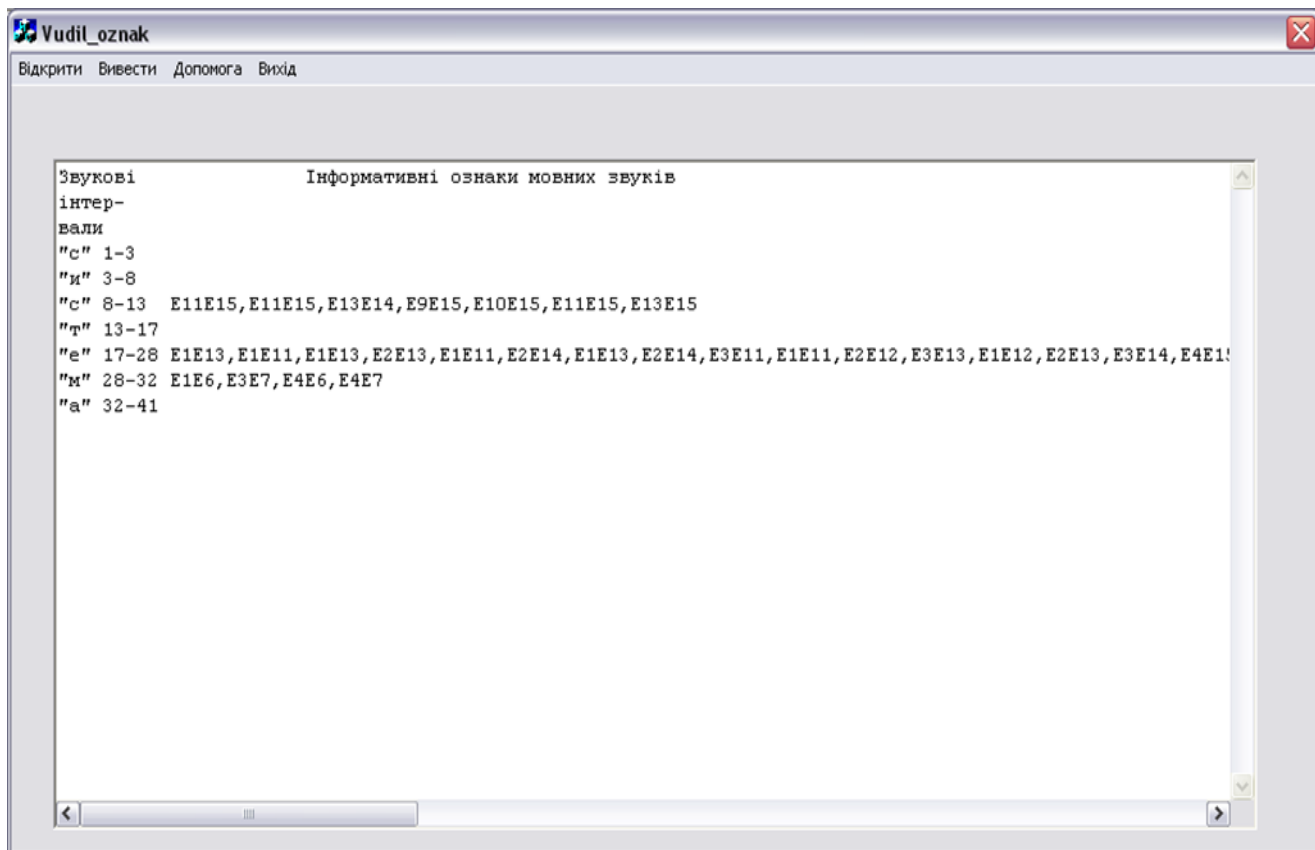 Vudil_oznak
Відкрити Вивести Допомога Вихід
Звукові Інформативні ознаки мовних звуків
інтер-
вали
"с" 1-3
"и" 3-8
"с" 8-13 E11E15,E11E15,E13E14,E9E15,E10E15,E11E15,E13E15
"т" 13-17
"е" 17-28 E1E13,E1E11,E1E13,E2E13,E1E11,E2E14,E1E13,E2E14,E3E11,E1E11,E2E12,E3E13,E1E12,E2E13,E3E14,E4E15
"м" 28-32 E1E6,E3E7,E4E6,E4E7
"а" 32-41